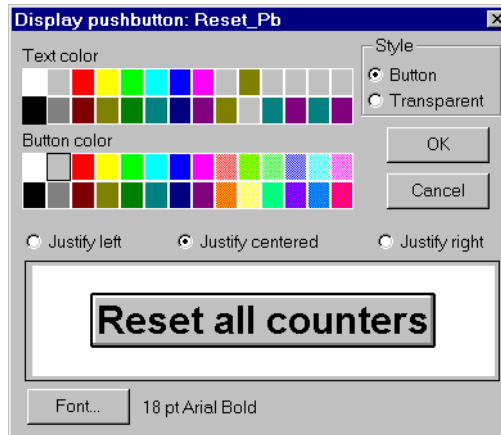 Display pushbutton: Reset_Pb
Text color
Style
Button
Transparent
Button color
OK
Cancel
Justify left
Justify centered
Justify right
Reset all counters
Font...
18 pt Arial Bold